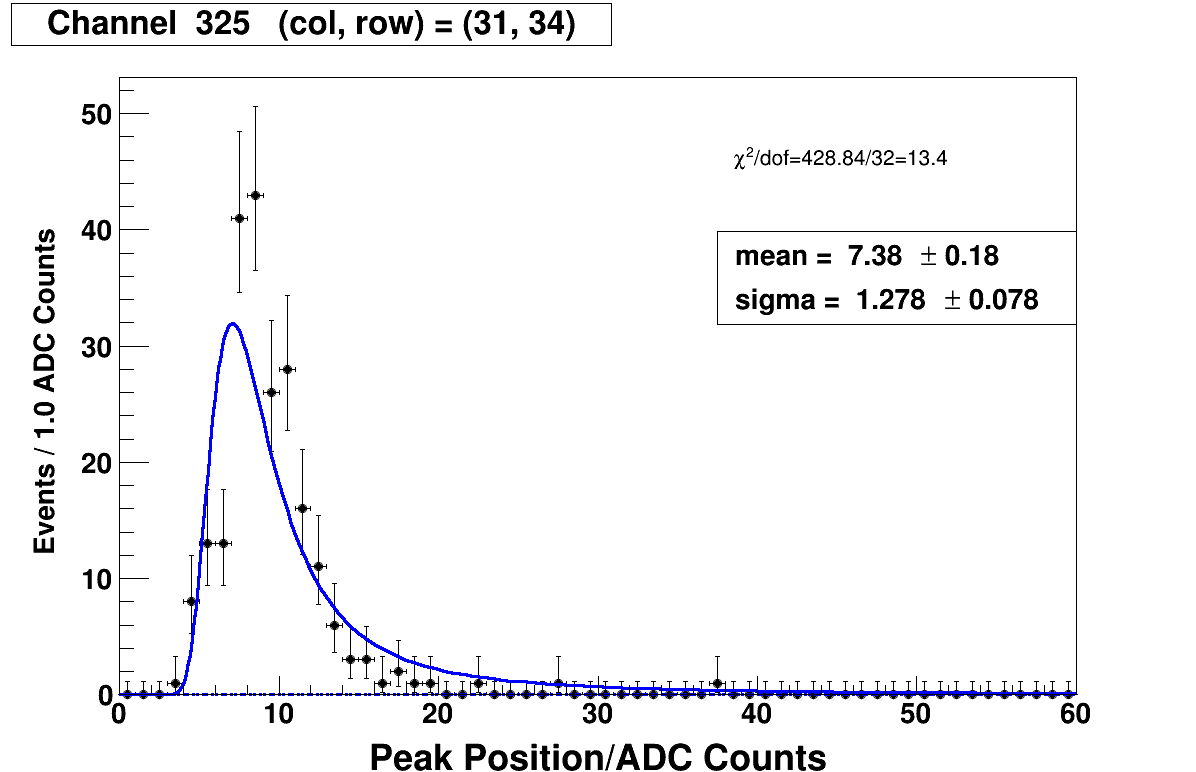 Channel 325 (col, row) = (31, 34)
χ²/dof=428.84/32=13.4
mean = 7.38 ± 0.18
sigma = 1.278 ± 0.078
Events / 1.0 ADC Counts
50
40
30
20
10
0
0 10 20 30 40 50 60
Peak Position/ADC Counts